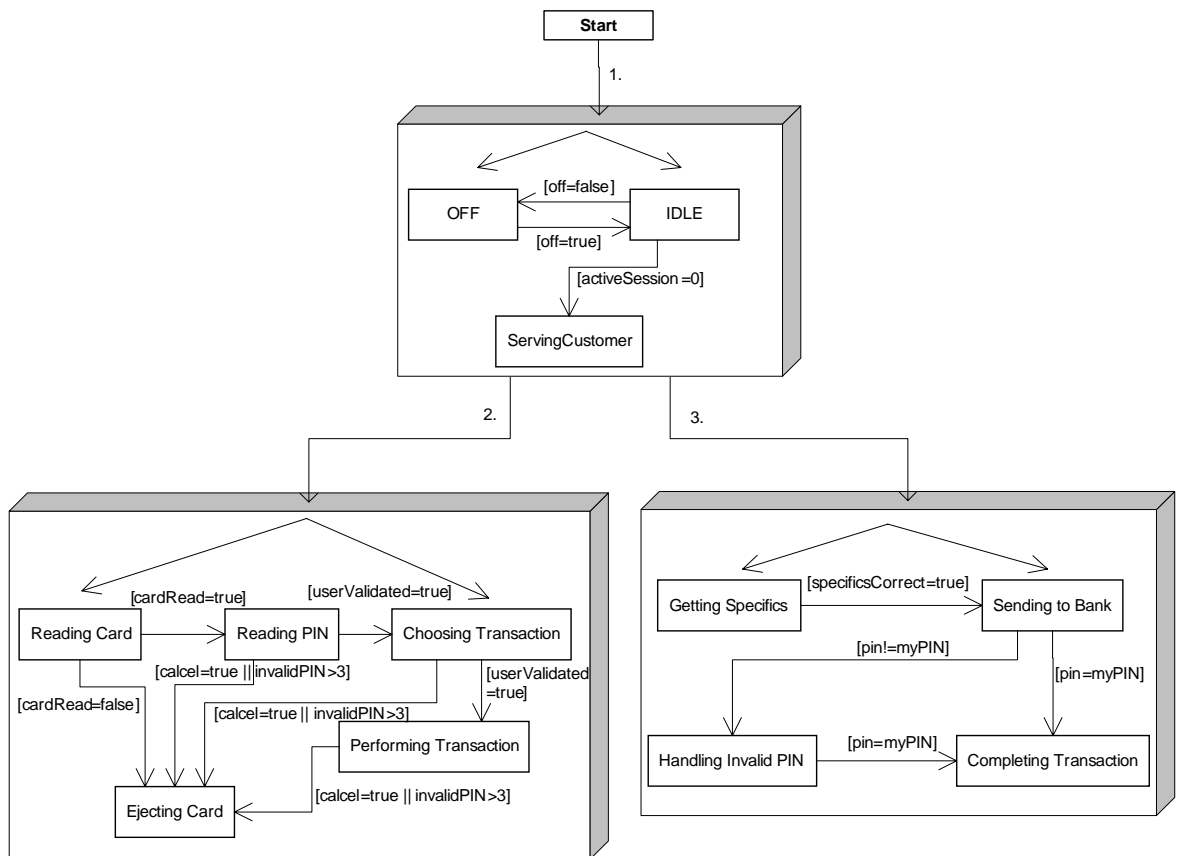 Start
1.
[off=false]
OFF
IDLE
[off=true]
[activeSession =0]
ServingCustomer
2.
3.
[cardRead=true]
[userValidated=true]
Reading Card
Reading PIN
Choosing Transaction
[calcel=true || invalidPIN >3]
[userValidated
=true]
[cardRead=false]
[calcel=true || invalidPIN>3]
Performing Transaction
[calcel=true || invalidPIN>3]
Ejecting Card
[specificsCorrect=true]
Getting Specifics
Sending to Bank
[pin!=myPIN]
[pin=myPIN]
[pin=myPIN]
Handling Invalid PIN
Completing Transaction